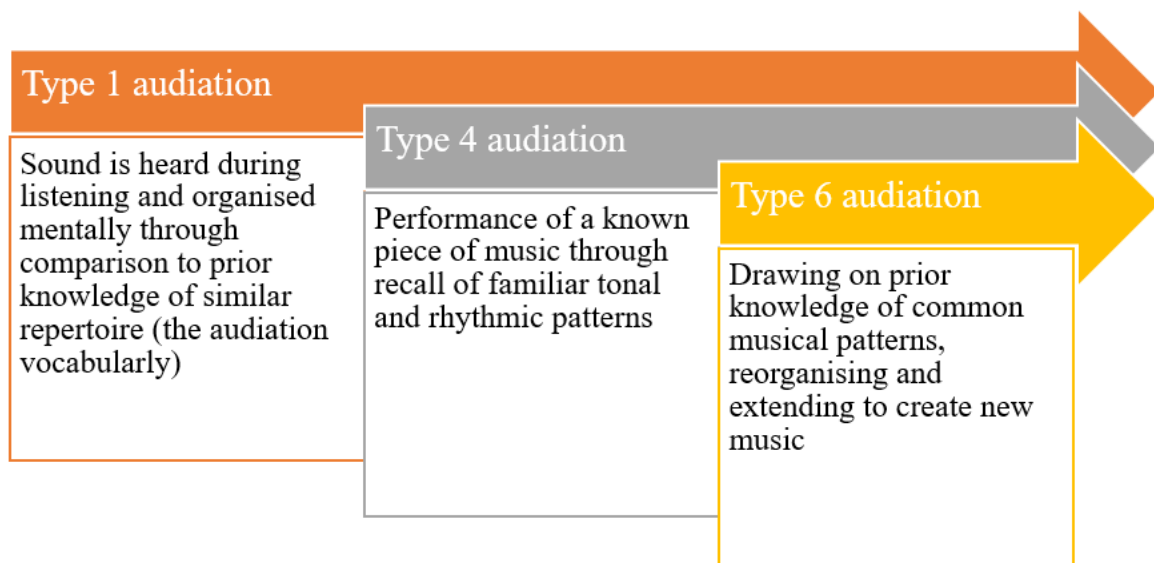 Type 1 audiation
Sound is heard during
listening and organised
mentally through
comparison to prior
knowledge of similar
repertoire (the audiation
vocabularly)
Type 4 audiation
Performance of a known
piece of music through
recall of familiar tonal
and rhythmic patterns
Type 6 audiation
Drawing on prior
knowledge of common
musical patterns,
reorganising and
extending to create new
music